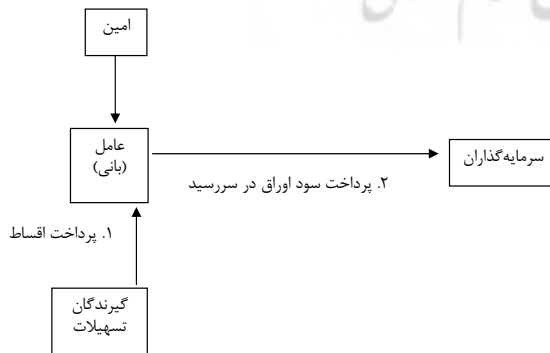 امین
عامل
(بانی)
سرمایه‌گذاران
۲. پرداخت سود اوراق در سررسید
۱. پرداخت اقساط
گیرندگان
تسهیلات